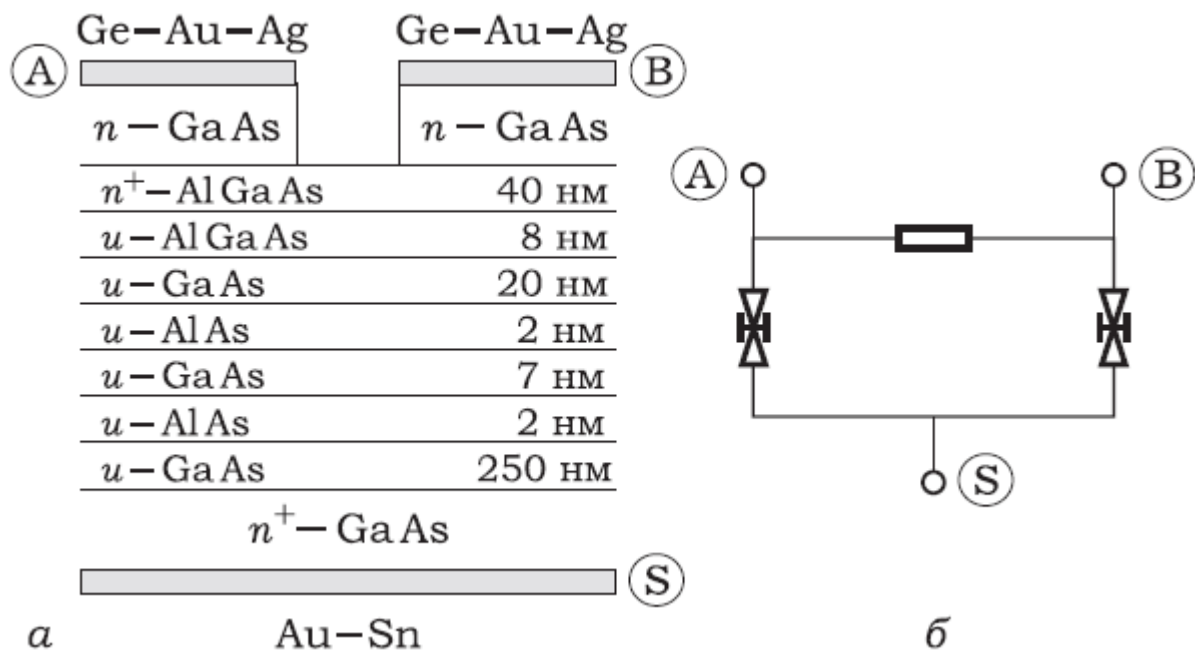 Ge–Au–Ag Ge–Au–Ag
A B
n – GaAs n – GaAs
n⁺– AlGaAs 40 нм
u – AlGaAs 8 нм
u – GaAs 20 нм
u – AlAs 2 нм
u – GaAs 7 нм
u – AlAs 2 нм
u – GaAs 250 нм
n⁺– GaAs
S
Au–Sn
а
A B
S
б